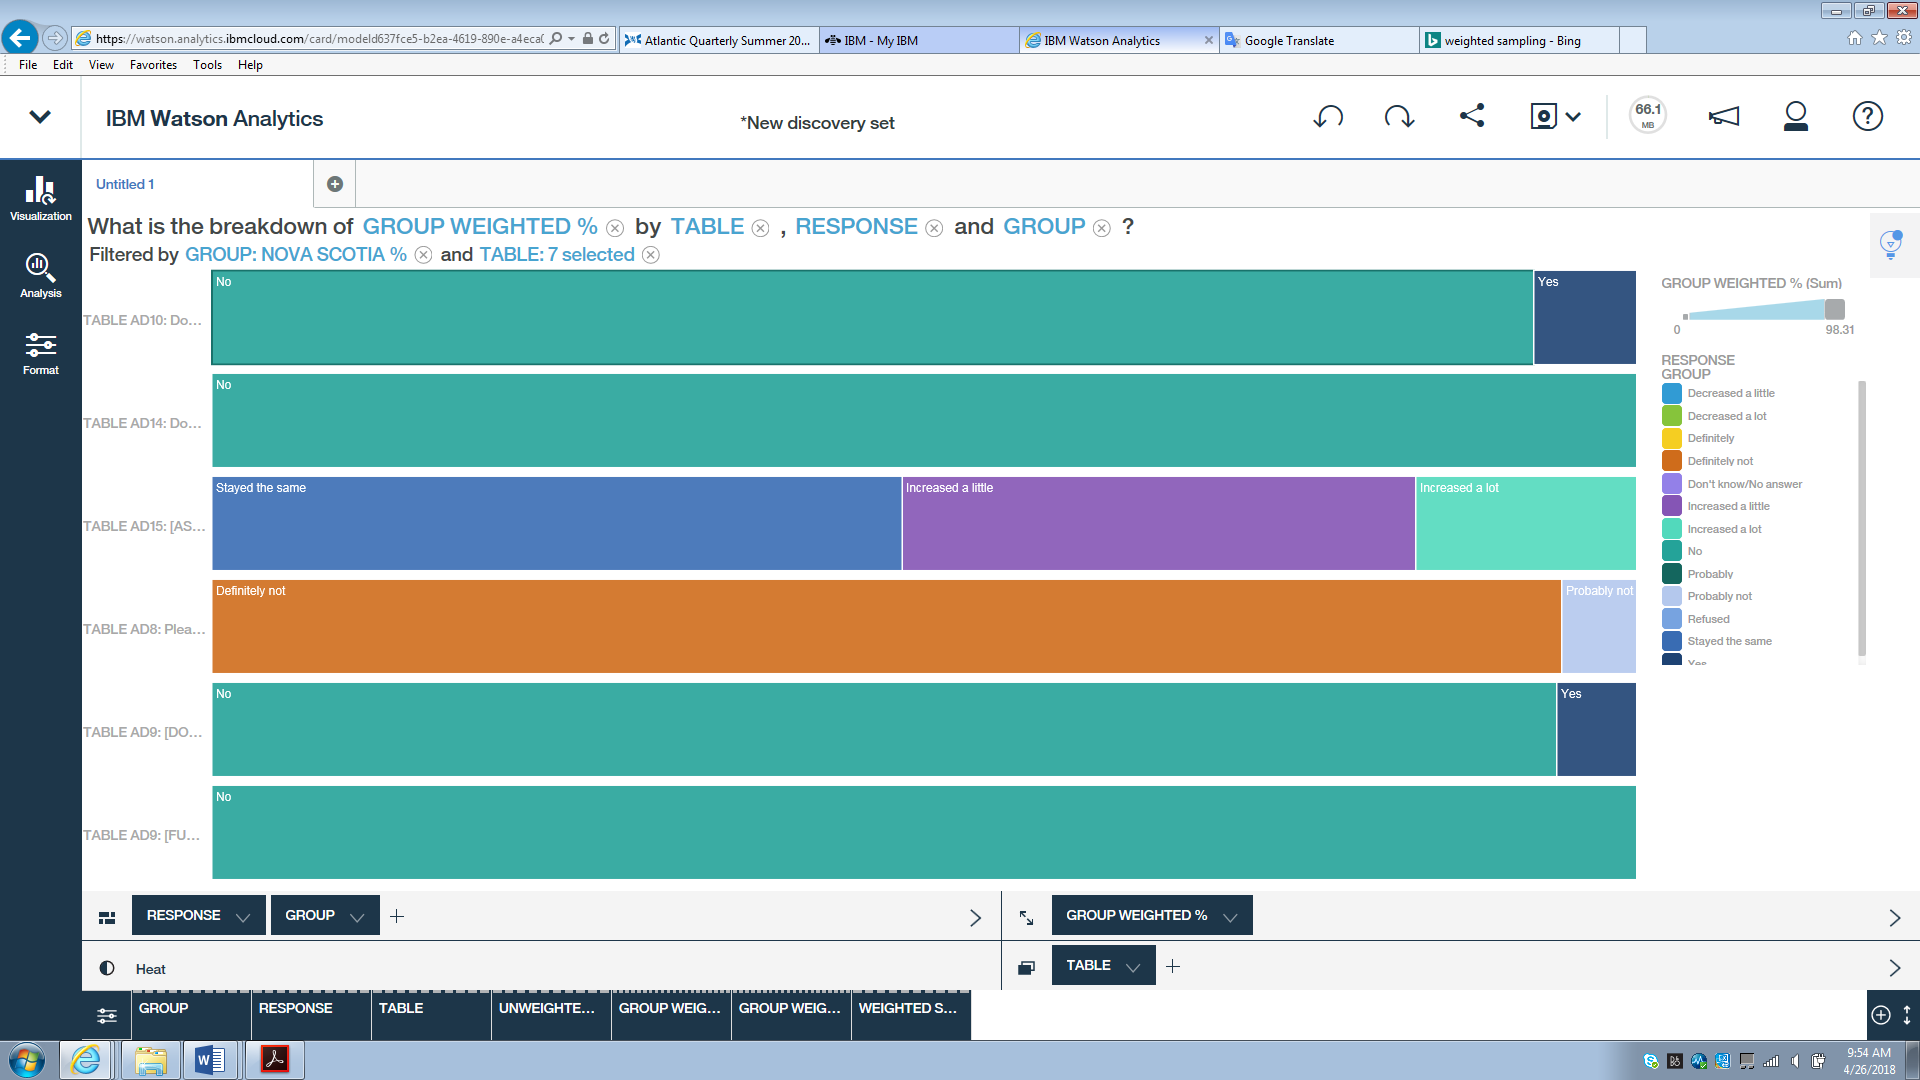 https://watson.analytics.ibmcloud.com/card/modeld637fce5-b2ea-4619-890e-a4eca(
Atlantic Quarterly Summer 20...
IBM - My IBM
IBM Watson Analytics
Google Translate
weighted sampling - Bing
File Edit View Favorites Tools Help
IBM Watson Analytics
*New discovery set
66.1
MB
Untitled 1
Visualization
Analysis
Format
What is the breakdown of GROUP WEIGHTED % by TABLE , RESPONSE and GROUP ?
Filtered by GROUP: NOVA SCOTIA % and TABLE: 7 selected
TABLE AD10: Do...
No
Yes
TABLE AD14: Do...
No
TABLE AD15: [AS...
Stayed the same
Increased a little
Increased a lot
TABLE AD8: Plea...
Definitely not
Probably not
TABLE AD9: [DO...
No
Yes
TABLE AD9: [FU...
No
GROUP WEIGHTED % (Sum)
0
98.31
RESPONSE
GROUP
Decreased a little
Decreased a lot
Definitely
Definitely not
Don't know/No answer
Increased a little
Increased a lot
No
Probably
Probably not
Refused
Stayed the same
Yes
RESPONSE GROUP
GROUP WEIGHTED %
Heat
TABLE
GROUP
RESPONSE
TABLE
UNWEIGHTE...
GROUP WEIG...
GROUP WEIG...
WEIGHTED S...
9:54 AM
4/26/2018